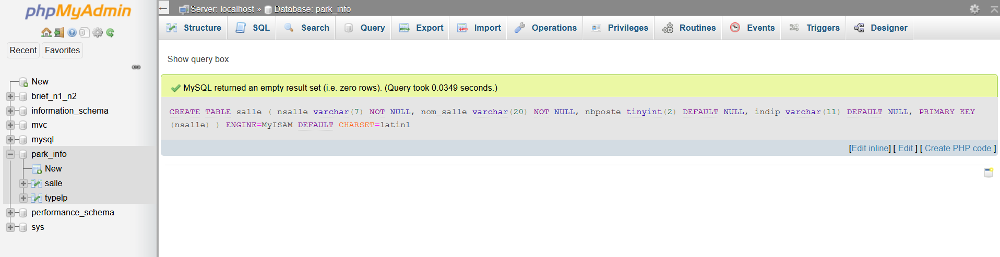 phpMyAdmin
Recent Favorites
New
brief_n1_n2
information_schema
mvc
mysql
park_info
New
salle
typelp
performance_schema
sys
Server: localhost » Database: park_info
Structure SQL Search Query Export Import Operations Privileges Routines Events Triggers Designer
Show query box
MySQL returned an empty result set (i.e. zero rows). (Query took 0.0349 seconds.)
CREATE TABLE salle ( nsalle varchar(7) NOT NULL, nom_salle varchar(20) NOT NULL, nbposte tinyint(2) DEFAULT NULL, indip varchar(11) DEFAULT NULL, PRIMARY KEY
(nsalle) ) ENGINE=MyISAM DEFAULT CHARSET=latin1
[Edit inline] [ Edit ] [ Create PHP code ]